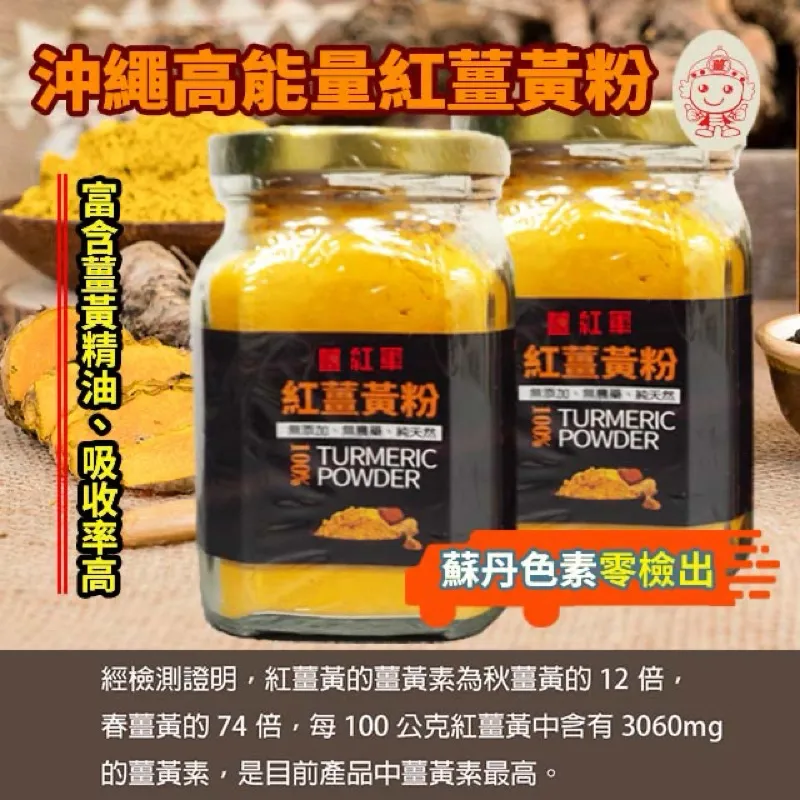 沖繩高能量紅薑黃粉
富含薑黃精油、吸收率高
薑紅軍
紅薑黃粉
無添加、無農藥、純天然
100%
TURMERIC
POWDER
薑紅軍
紅薑黃粉
無添加、無農藥、純天然
100%
TURMERIC
POWDER
蘇丹色素零檢出
經檢測證明，紅薑黃的薑黃素為秋薑黃的 12 倍，
春薑黃的 74 倍，每 100 公克紅薑黃中含有 3060mg
的薑黃素，是目前產品中薑黃素最高。